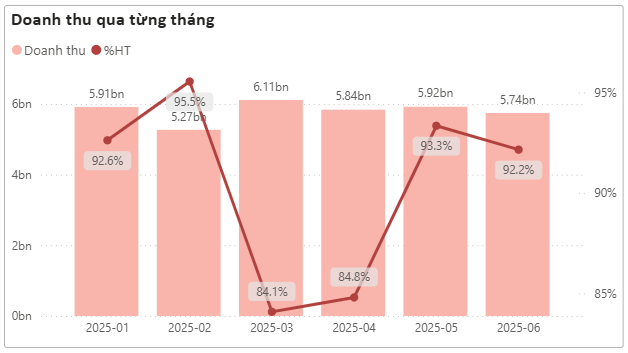 Doanh thu qua từng tháng
Doanh thu %HT
5.91bn 5.27bn 6.11bn 5.84bn 5.92bn 5.74bn
92.6% 95.5% 84.1% 84.8% 93.3% 92.2%
6bn
4bn
2bn
0bn
95%
90%
85%
2025-01 2025-02 2025-03 2025-04 2025-05 2025-06